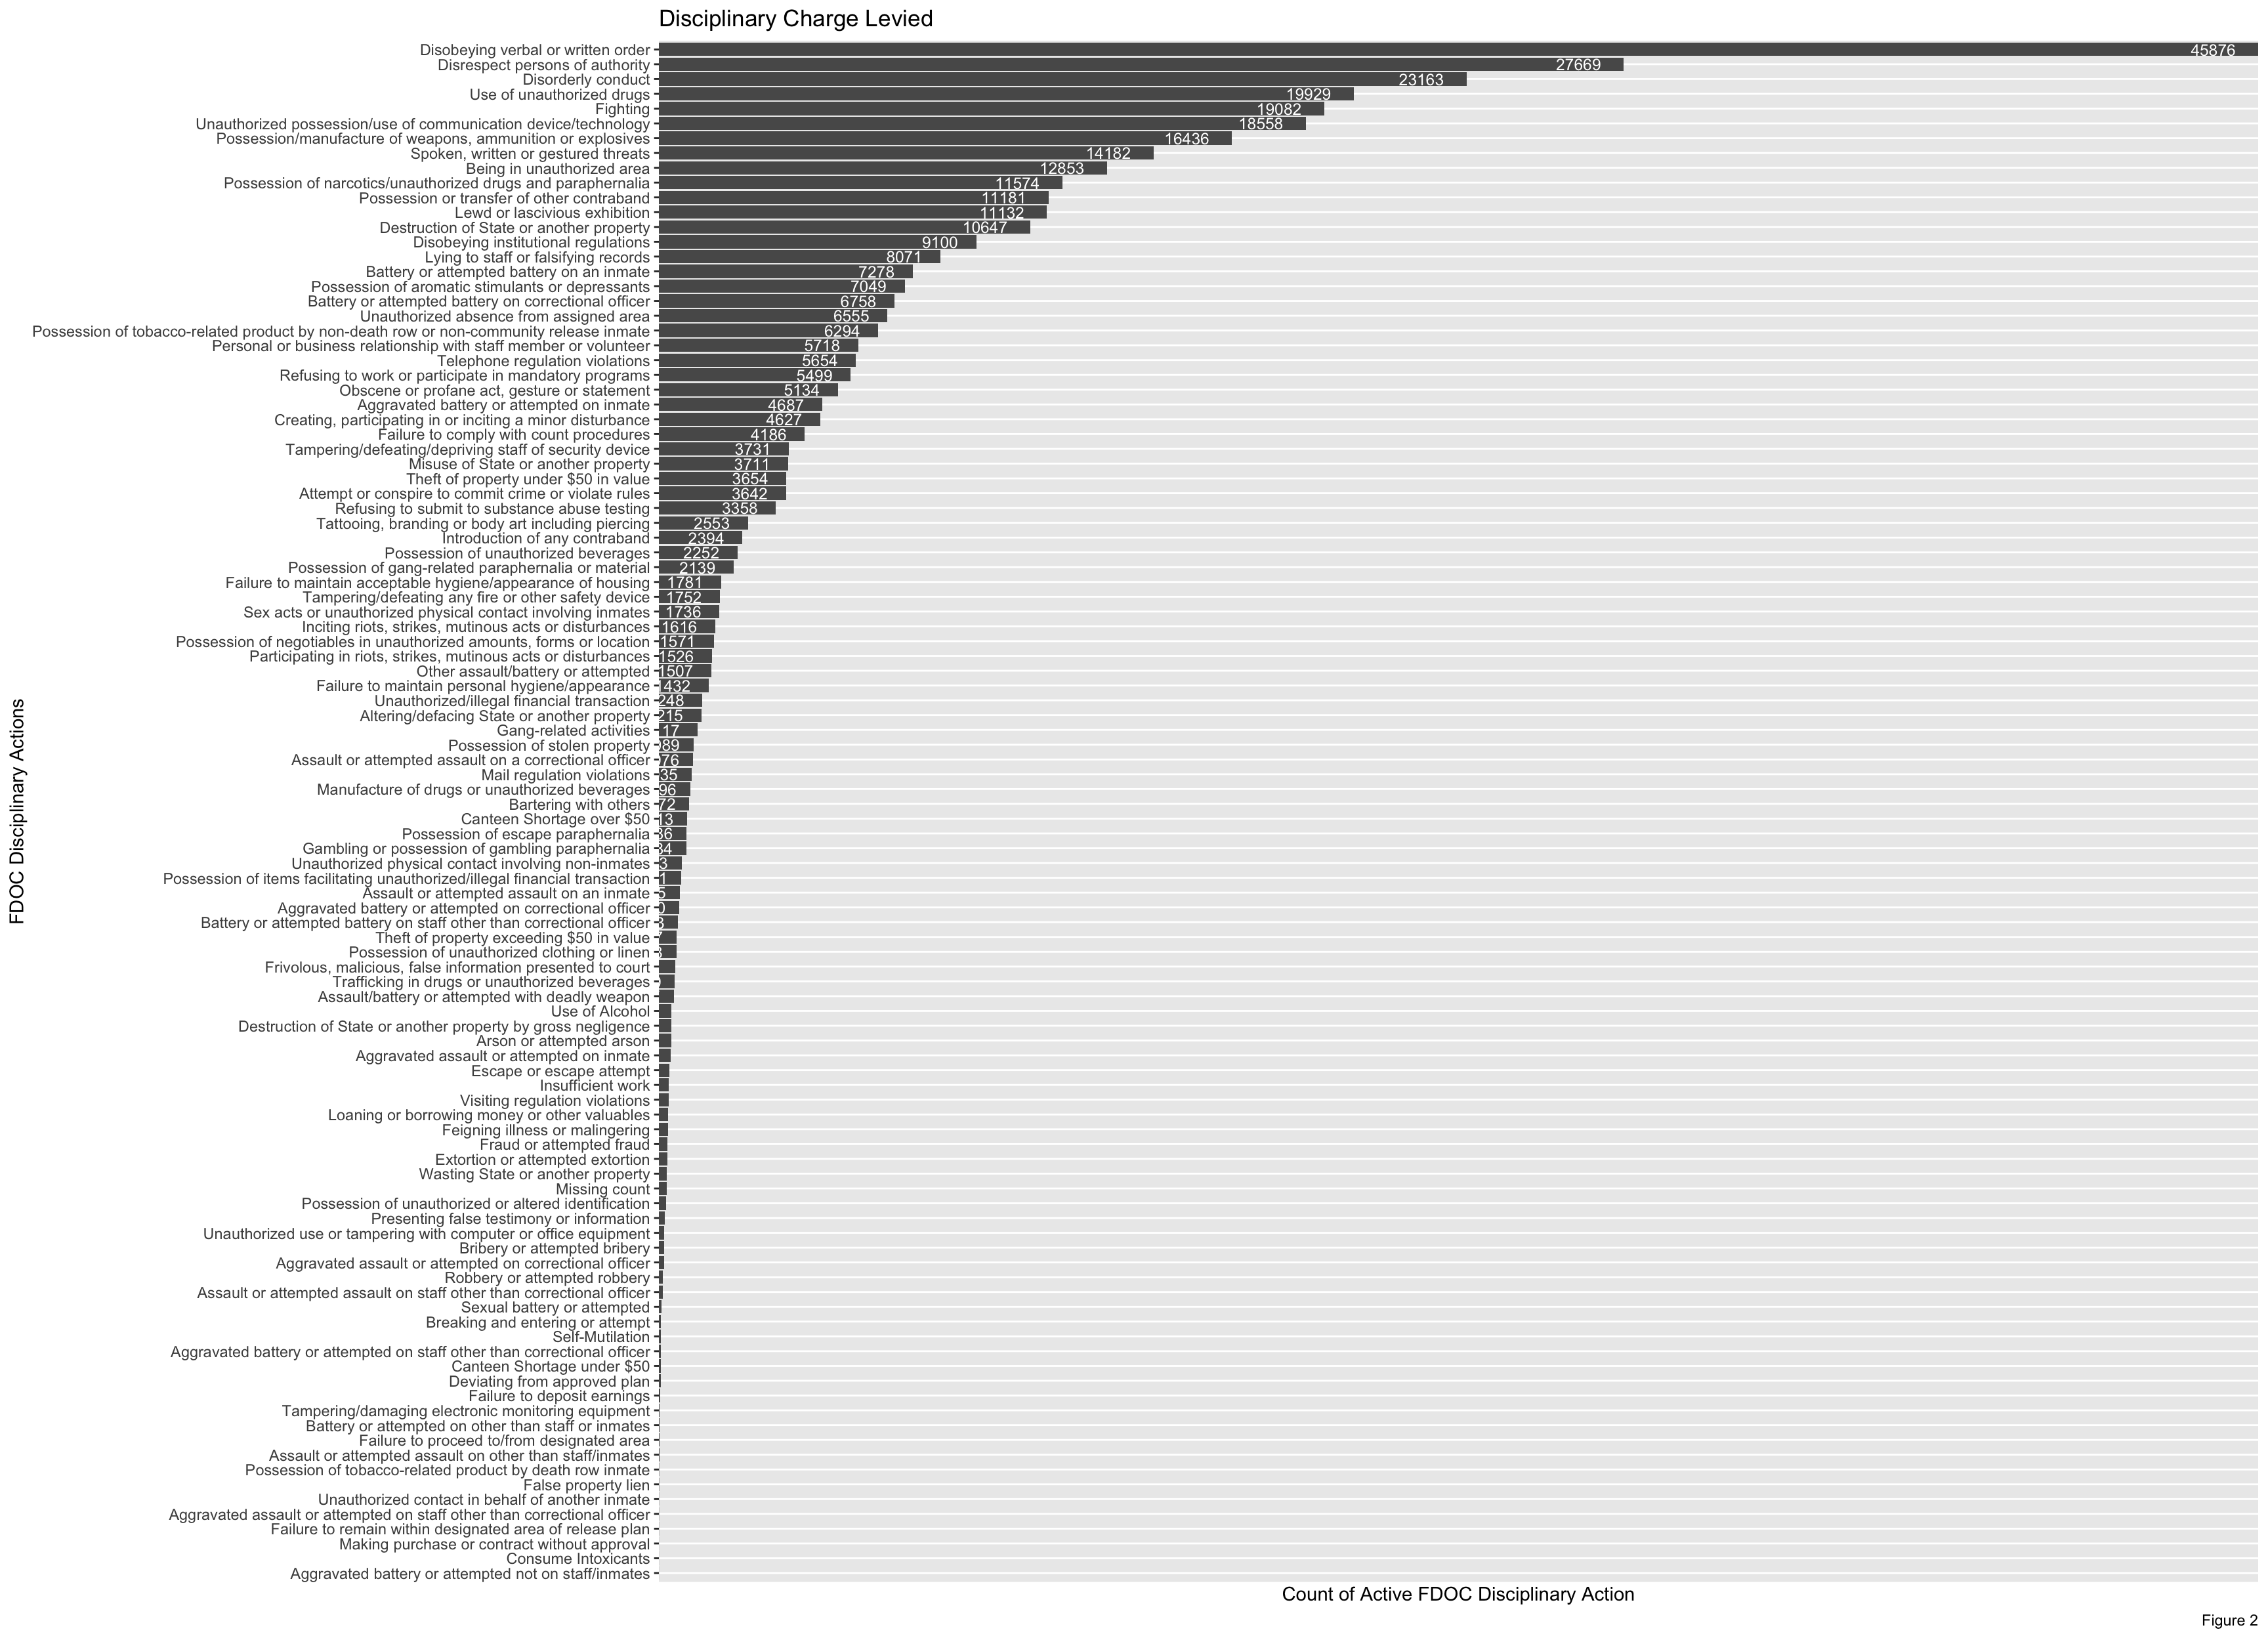 Disciplinary Charge Levied
Disobeying verbal or written order 45876
Disrespect persons of authority 27669
Disorderly conduct 23163
Use of unauthorized drugs 19929
Fighting 19082
Unauthorized possession/use of communication device/technology 18558
Possession/manufacture of weapons, ammunition or explosives 16436
Spoken, written or gestured threats 14182
Being in unauthorized area 12853
Possession of narcotics/unauthorized drugs and paraphernalia 11574
Possession or transfer of other contraband 11181
Lewd or lascivious exhibition 11132
Destruction of State or another property 10647
Disobeying institutional regulations 9100
Lying to staff or falsifying records 8071
Battery or attempted battery on an inmate 7278
Possession of aromatic stimulants or depressants 7049
Battery or attempted battery on correctional officer 6758
Unauthorized absence from assigned area 6555
Possession of tobacco-related product by non-death row or non-community release inmate 6294
Personal or business relationship with staff member or volunteer 5718
Telephone regulation violations 5654
Refusing to work or participate in mandatory programs 5499
Obscene or profane act, gesture or statement 5134
Aggravated battery or attempted on inmate 4687
Creating, participating in or inciting a minor disturbance 4627
Failure to comply with count procedures 4186
Tampering/defeating/depriving staff of security device 3731
Misuse of State or another property 3711
Theft of property under $50 in value 3654
Attempt or conspire to commit crime or violate rules 3642
Refusing to submit to substance abuse testing 3358
Tattooing, branding or body art including piercing 2553
Introduction of any contraband 2394
Possession of unauthorized beverages 2252
Possession of gang-related paraphernalia or material 2139
Failure to maintain acceptable hygiene/appearance of housing 1781
Tampering/defeating any fire or other safety device 1752
Sex acts or unauthorized physical contact involving inmates 1736
Inciting riots, strikes, mutinous acts or disturbances 1616
Possession of negotiables in unauthorized amounts, forms or location 1571
Participating in riots, strikes, mutinous acts or disturbances 1526
Other assault/battery or attempted 1507
Failure to maintain personal hygiene/appearance
Unauthorized/illegal financial transaction
Altering/defacing State or another property
Gang-related activities
Possession of stolen property
Assault or attempted assault on a correctional officer
Mail regulation violations
Manufacture of drugs or unauthorized beverages
Bartering with others
Canteen Shortage over $50
Possession of escape paraphernalia
Gambling or possession of gambling paraphernalia
Unauthorized physical contact involving non-inmates
Possession of items facilitating unauthorized/illegal financial transaction
Assault or attempted assault on an inmate
Aggravated battery or attempted on correctional officer
Battery or attempted battery on staff other than correctional officer
Theft of property exceeding $50 in value
Possession of unauthorized clothing or linen
Frivolous, malicious, false information presented to court
Trafficking in drugs or unauthorized beverages
Assault/battery or attempted with deadly weapon
Use of Alcohol
Destruction of State or another property by gross negligence
Arson or attempted arson
Aggravated assault or attempted on inmate
Escape or escape attempt
Insufficient work
Visiting regulation violations
Loaning or borrowing money or other valuables
Feigning illness or malingering
Fraud or attempted fraud
Extortion or attempted extortion
Wasting State or another property
Missing count
Possession of unauthorized or altered identification
Presenting false testimony or information
Unauthorized use or tampering with computer or office equipment
Bribery or attempted bribery
Aggravated assault or attempted on correctional officer
Robbery or attempted robbery
Assault or attempted assault on staff other than correctional officer
Sexual battery or attempted
Breaking and entering or attempt
Self-Mutilation
Aggravated battery or attempted on staff other than correctional officer
Canteen Shortage under $50
Deviating from approved plan
Failure to deposit earnings
Tampering/damaging electronic monitoring equipment
Battery or attempted on other than staff or inmates
Failure to proceed to/from designated area
Assault or attempted assault on other than staff/inmates
Possession of tobacco-related product by death row inmate
False property lien
Unauthorized contact in behalf of another inmate
Aggravated assault or attempted on staff other than correctional officer
Failure to remain within designated area of release plan
Making purchase or contract without approval
Consume Intoxicants
Aggravated battery or attempted not on staff/inmates
FDOC Disciplinary Actions
Count of Active FDOC Disciplinary Action
Figure 2